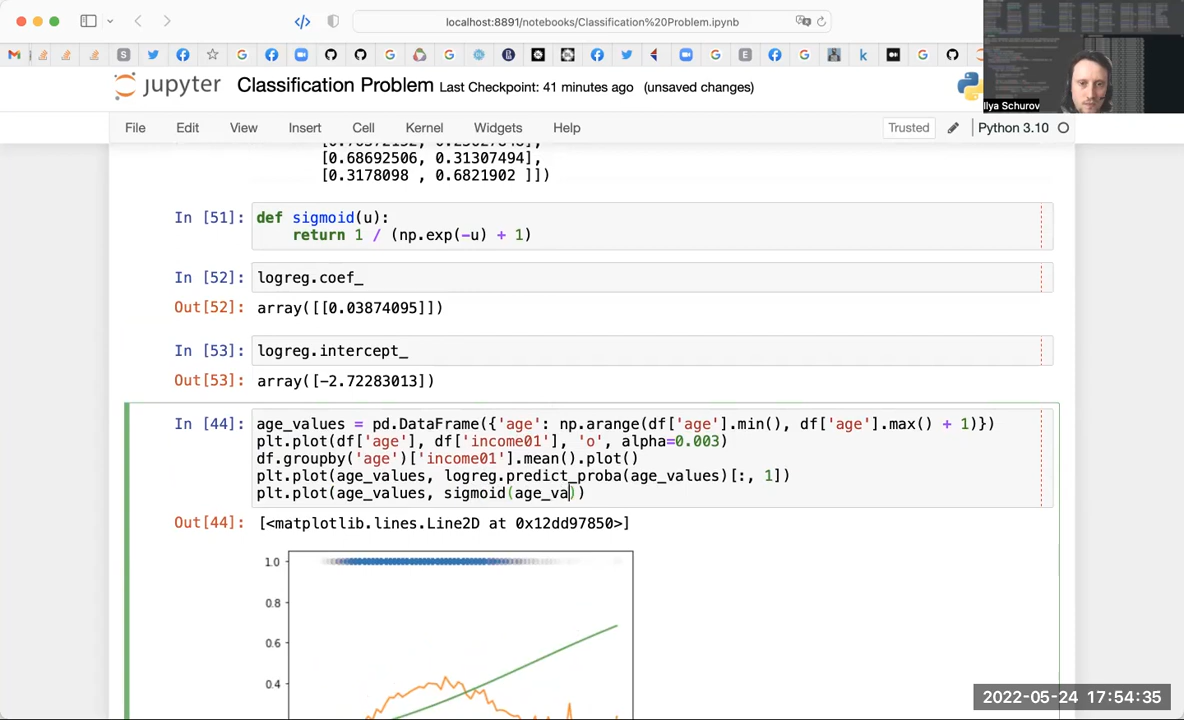 localhost:8891/notebooks/Classification%20Problem.ipynb
jupyter Classification Problem Last Checkpoint: 41 minutes ago (unsaved changes)
Ilya Schurov
File Edit View Insert Cell Kernel Widgets Help Trusted Python 3.10
[0.68692506, 0.31307494],
[0.3178098 , 0.6821902 ]])
In [51]: def sigmoid(u):
return 1 / (np.exp(-u) + 1)
In [52]: logreg.coef_
Out[52]: array([[0.03874095]])
In [53]: logreg.intercept_
Out[53]: array([-2.72283013])
In [44]: age_values = pd.DataFrame({'age': np.arange(df['age'].min(), df['age'].max() + 1)})
plt.plot(df['age'], df['income01'], 'o', alpha=0.003)
df.groupby('age')['income01'].mean().plot()
plt.plot(age_values, logreg.predict_proba(age_values)[:, 1])
plt.plot(age_values, sigmoid(age_va))
Out[44]: [<matplotlib.lines.Line2D at 0x12dd97850>]
1.0
0.8
0.6
0.4
2022-05-24 17:54:35